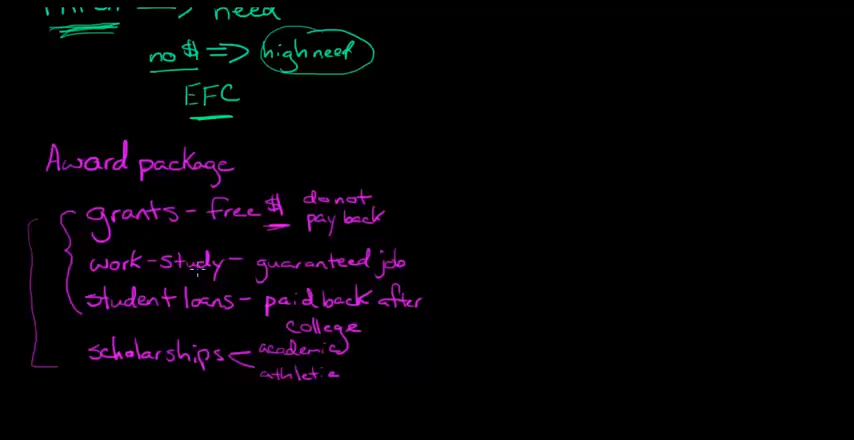 need
no $ => high need
EFC
Award package
grants - free $ do not pay back
work-study - guaranteed job
student loans - paid back after college
scholarships < academic
athletic